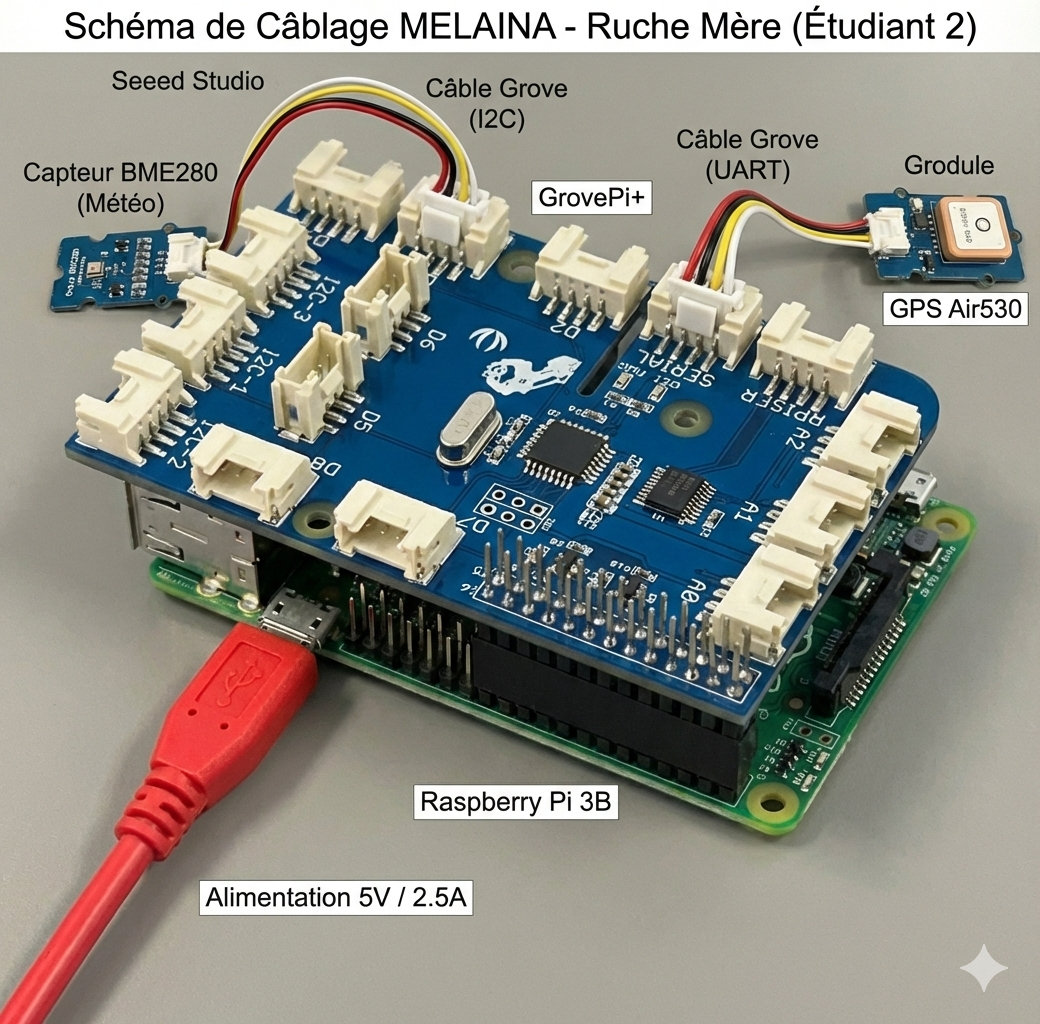 Schéma de Câblage MELAINA - Ruche Mère (Étudiant 2)
Seeed Studio
Câble Grove
(I2C)
Câble Grove
(UART)
Grodule
Capteur BME280
(Météo)
GrovePi+
GPS Air530
I2C-3
D6
D2
I2C-1
SERIAL
RPISER
D5
A2
I2C-2
D8
A1
D7
A0
Raspberry Pi 3B
Alimentation 5V / 2.5A